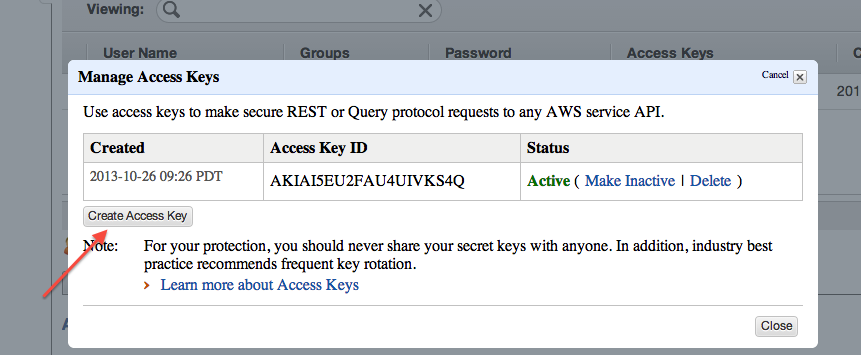 Viewing:
User Name Groups Password Access Keys C
Manage Access Keys Cancel
Use access keys to make secure REST or Query protocol requests to any AWS service API.
Created Access Key ID Status
2013-10-26 09:26 PDT AKIAI5EU2FAU4UIVKS4Q Active ( Make Inactive | Delete )
201
Create Access Key
Note: For your protection, you should never share your secret keys with anyone. In addition, industry best
practice recommends frequent key rotation.
Learn more about Access Keys
Close